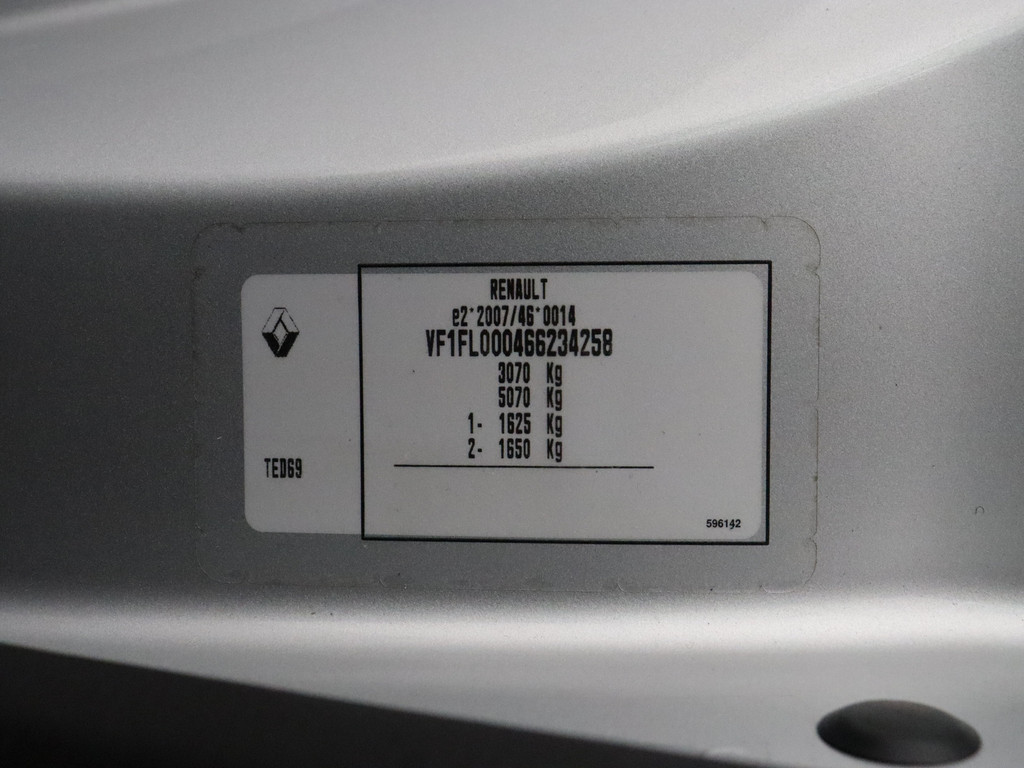 RENAULT
e2*2007/46*0014
VF1FL000466234258
3070 Kg
5070 Kg
1- 1625 Kg
2- 1650 Kg
TED69
596142